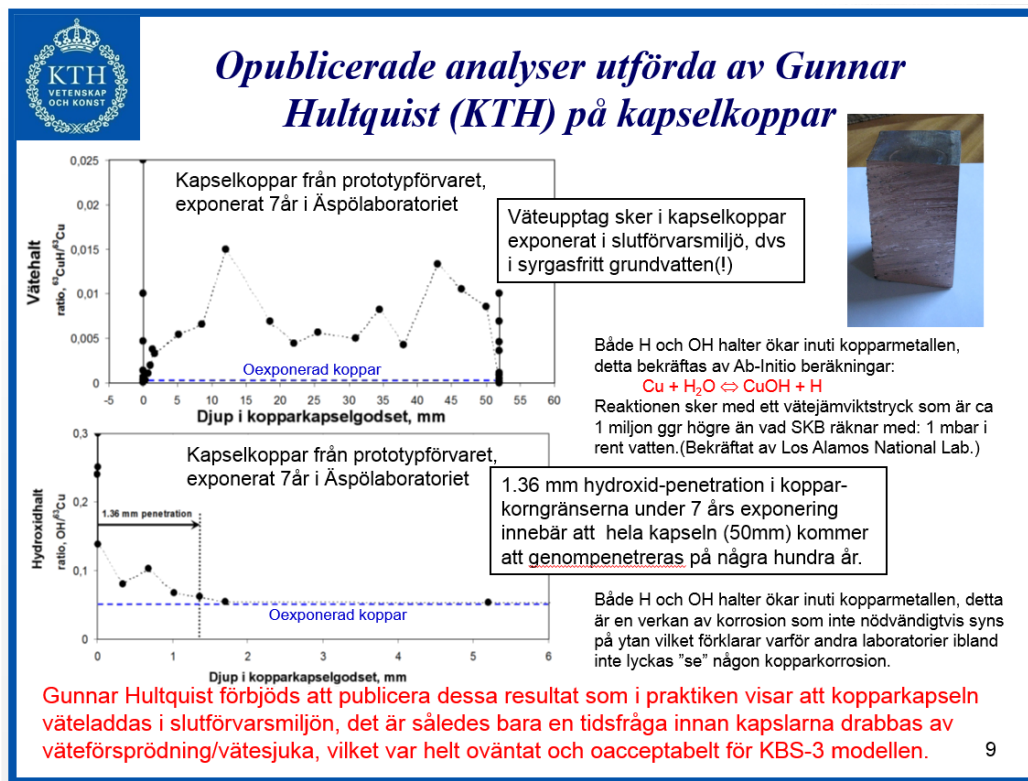 KTH
VETENSKAP
OCH KONST
Opublicerade analyser utförda av Gunnar
Hultquist (KTH) på kapselkoppar
Vätehalt
ratio, ⁶³CuH/⁶³Cu
0,025
0,02
0,015
0,01
0,005
0
Kapselkoppar från prototypförvaret,
exponerat 7år i Äspölaboratoriet
Oexponerad koppar
-5 0 5 10 15 20 25 30 35 40 45 50 55 60
Djup i kopparkapselgodset, mm
Väteupptag sker i kapselkoppar
exponerat i slutförvarsmiljö, dvs
i syrgasfritt grundvatten(!)
Både H och OH halter ökar inuti kopparmetallen,
detta bekräftas av Ab-Initio beräkningar:
Cu + H₂O ⇔ CuOH + H
Reaktionen sker med ett vätejämviktstryck som är ca
1 miljon ggr högre än vad SKB räknar med: 1 mbar i
rent vatten.(Bekräftat av Los Alamos National Lab.)
Hydroxidhalt
ratio, OH/⁶³Cu
0,3
0,2
0,1
0
Kapselkoppar från prototypförvaret,
exponerat 7år i Äspölaboratoriet
1.36 mm penetration
Oexponerad koppar
0 1 2 3 4 5 6
Djup i kopparkapselgodset, mm
1.36 mm hydroxid-penetration i koppar-
korngränserna under 7 års exponering
innebär att hela kapseln (50mm) kommer
att genompenetreras på några hundra år.
Både H och OH halter ökar inuti kopparmetallen, detta
är en verkan av korrosion som inte nödvändigtvis syns
på ytan vilket förklarar varför andra laboratorier ibland
inte lyckas ”se” någon kopparkorrosion.
Gunnar Hultquist förbjöds att publicera dessa resultat som i praktiken visar att kopparkapseln
väteladdas i slutförvarsmiljön, det är således bara en tidsfråga innan kapslarna drabbas av
väteförsprödning/vätesjuka, vilket var helt oväntat och oacceptabelt för KBS-3 modellen.
9